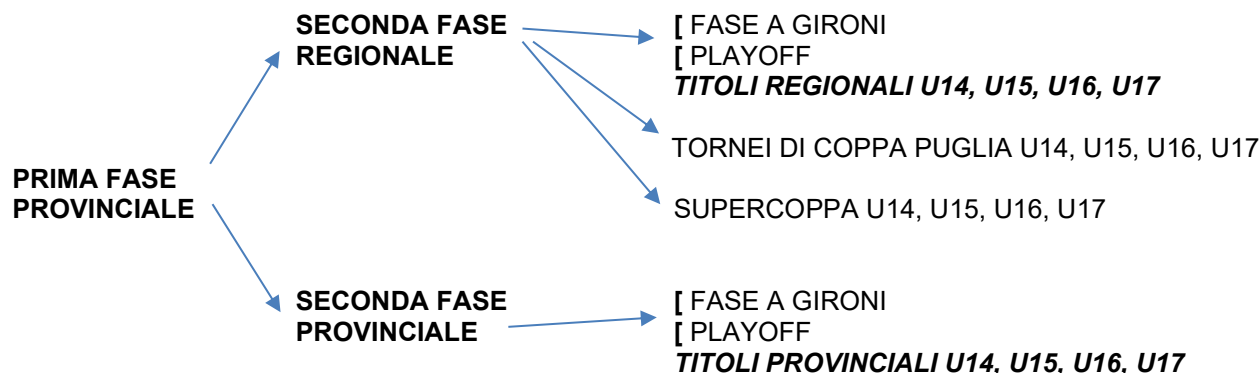 SECONDA FASE
REGIONALE
[ FASE A GIRONI
[ PLAYOFF
TITOLI REGIONALI U14, U15, U16, U17
TORNEI DI COPPA PUGLIA U14, U15, U16, U17
PRIMA FASE
PROVINCIALE
SUPERCOPPA U14, U15, U16, U17
SECONDA FASE
PROVINCIALE
[ FASE A GIRONI
[ PLAYOFF
TITOLI PROVINCIALI U14, U15, U16, U17